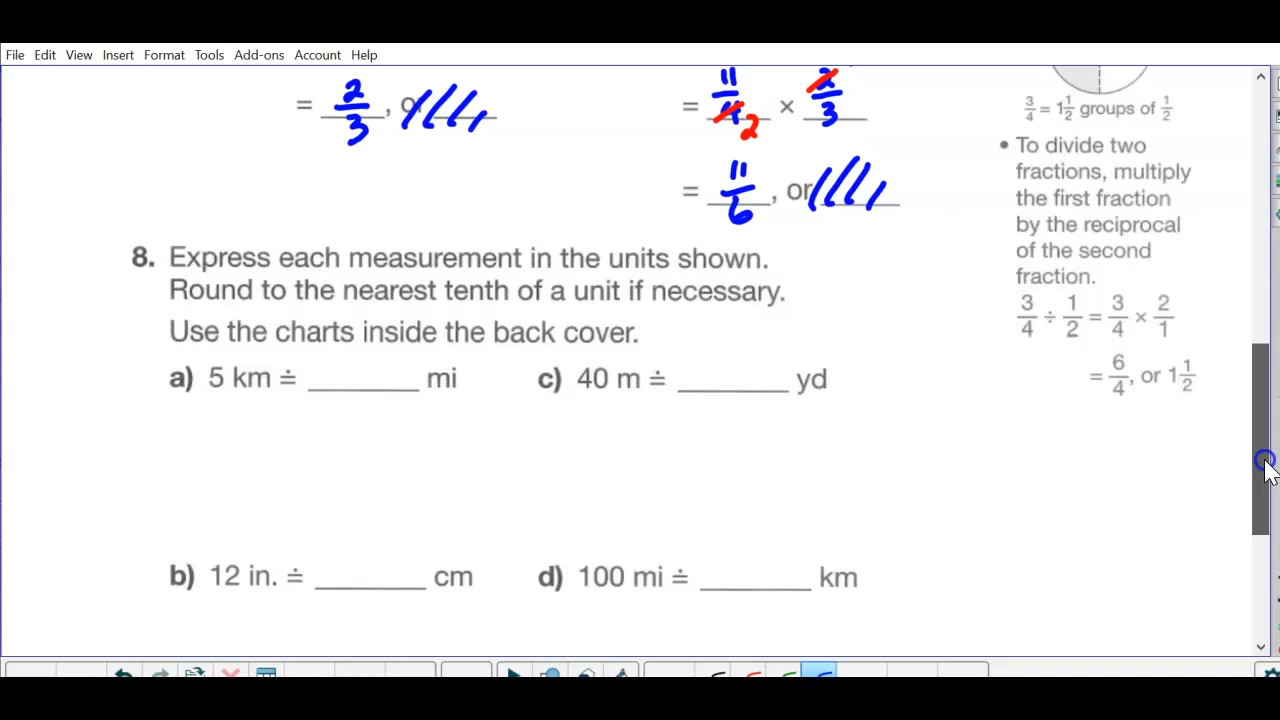 File Edit View Insert Format Tools Add-ons Account Help
= 2/3, or
= 11/4 2 × 2/3
= 11/6, or
3/4 = 1 1/2 groups of 1/2
• To divide two
fractions, multiply
the first fraction
by the reciprocal
of the second
fraction.
3/4 ÷ 1/2 = 3/4 × 2/1
= 6/4, or 1 1/2
8. Express each measurement in the units shown.
Round to the nearest tenth of a unit if necessary.
Use the charts inside the back cover.
a) 5 km ≐ ________ mi
c) 40 m ≐ ________ yd
b) 12 in. ≐ ________ cm
d) 100 mi ≐ ________ km